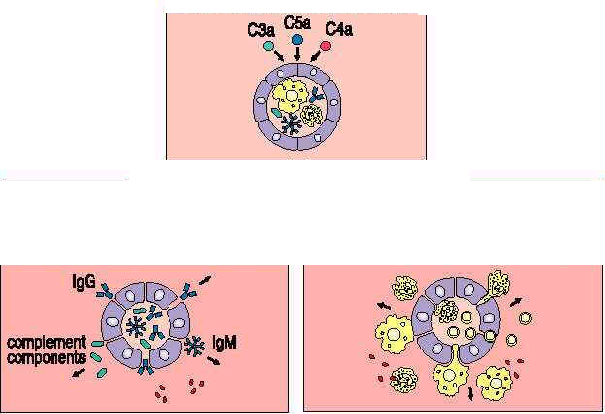 C3a C5a C4a
IgG
complement
components
IgM